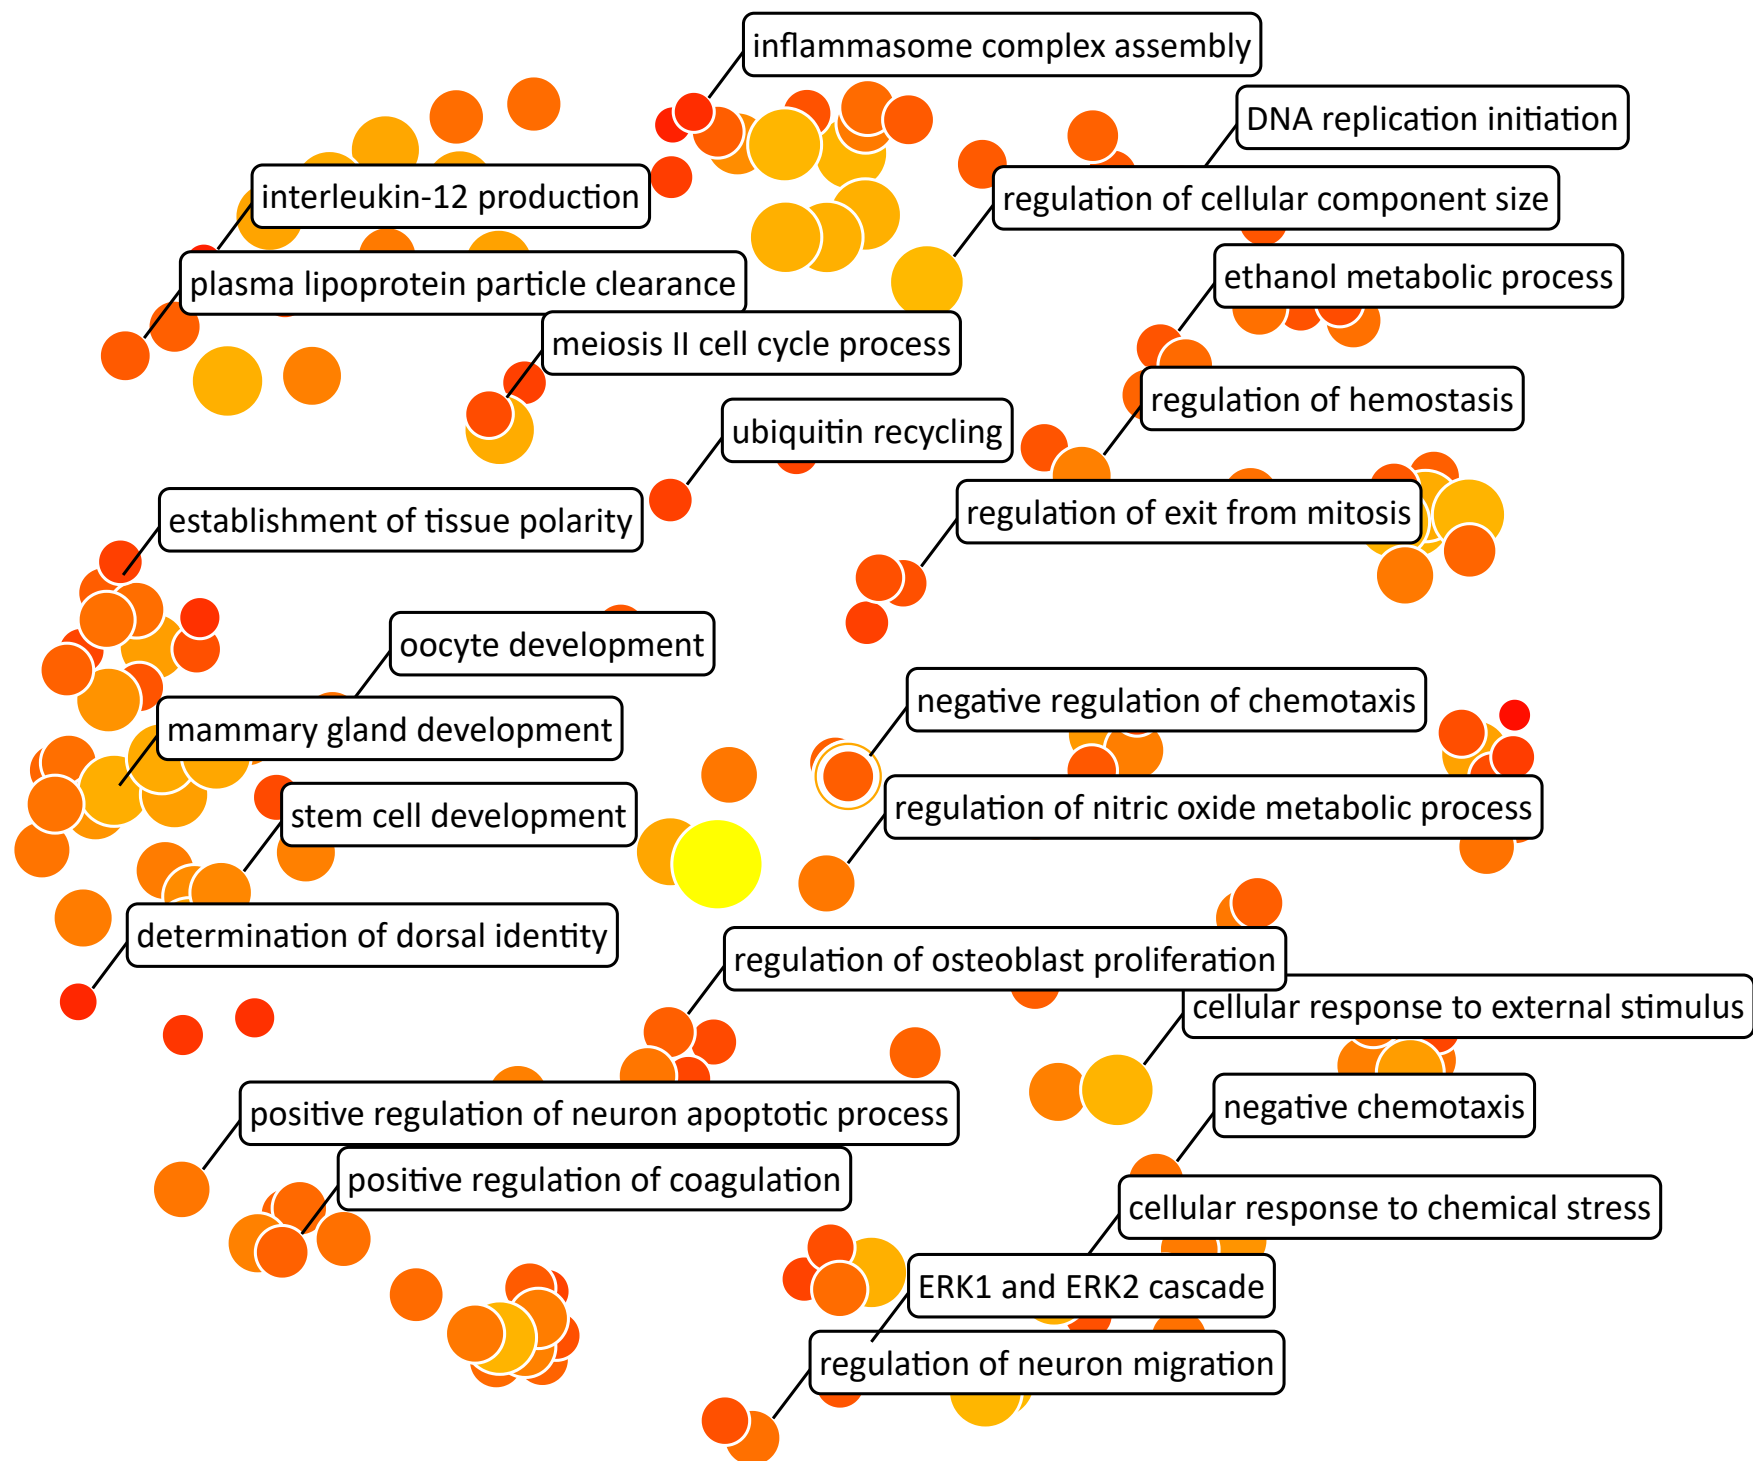 inflammasome complex assembly
DNA replication initiation
interleukin-12 production
regulation of cellular component size
plasma lipoprotein particle clearance
ethanol metabolic process
meiosis II cell cycle process
regulation of hemostasis
ubiquitin recycling
establishment of tissue polarity
regulation of exit from mitosis
oocyte development
negative regulation of chemotaxis
mammary gland development
regulation of nitric oxide metabolic process
stem cell development
determination of dorsal identity
regulation of osteoblast proliferation
cellular response to external stimulus
positive regulation of neuron apoptotic process
negative chemotaxis
positive regulation of coagulation
cellular response to chemical stress
ERK1 and ERK2 cascade
regulation of neuron migration